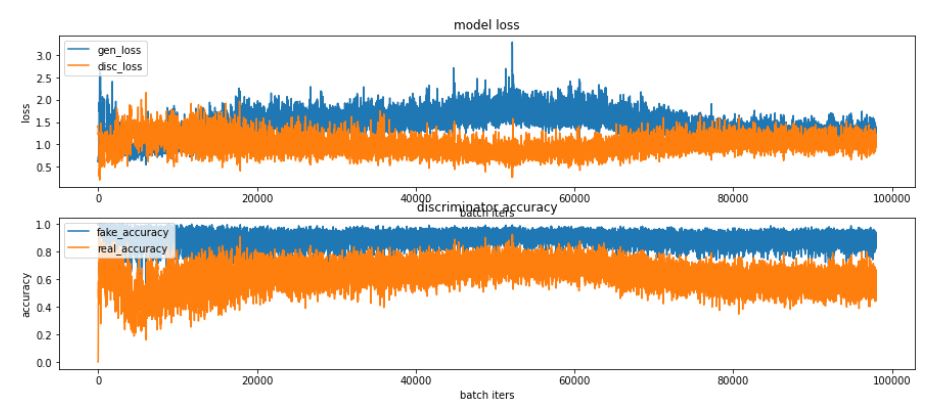 model loss
gen_loss
disc_loss
3.0
2.5
2.0
1.5
1.0
0.5
loss
0 20000 40000 60000 80000 100000
batch iters
discriminator accuracy
fake_accuracy
real_accuracy
1.0
0.8
0.6
0.4
0.2
0.0
accuracy
0 20000 40000 60000 80000 100000
batch iters